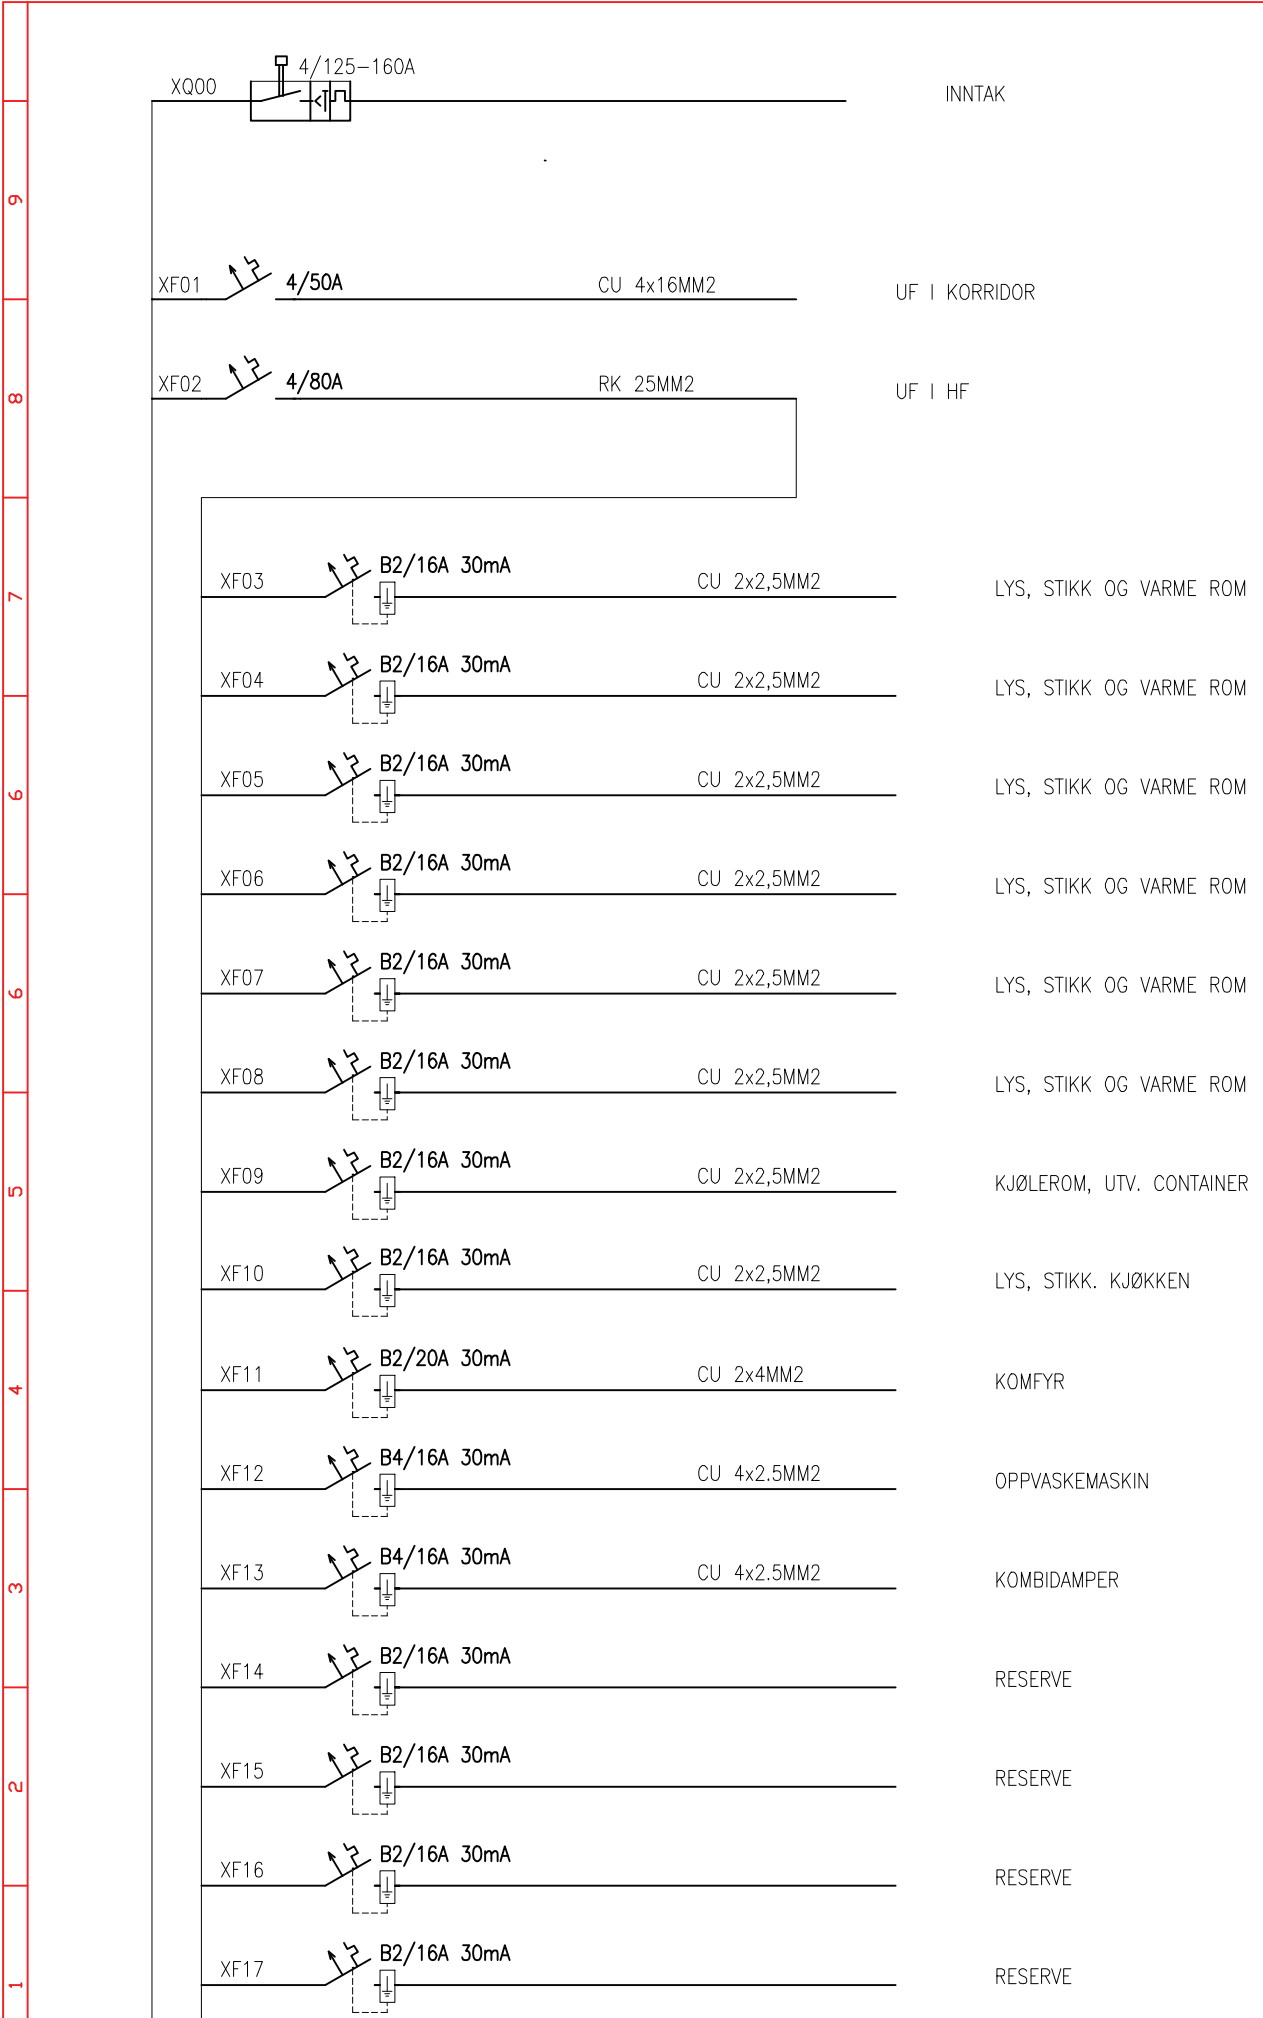 4/125-160A
XQ00
INNTAK
9
XF01
4/50A
CU 4x16MM2
UF I KORRIDOR
XF02
4/80A
RK 25MM2
UF I HF
8
XF03
B2/16A 30mA
CU 2x2,5MM2
LYS, STIKK OG VARME ROM
7
XF04
B2/16A 30mA
CU 2x2,5MM2
LYS, STIKK OG VARME ROM
XF05
B2/16A 30mA
CU 2x2,5MM2
LYS, STIKK OG VARME ROM
6
XF06
B2/16A 30mA
CU 2x2,5MM2
LYS, STIKK OG VARME ROM
XF07
B2/16A 30mA
CU 2x2,5MM2
LYS, STIKK OG VARME ROM
6
XF08
B2/16A 30mA
CU 2x2,5MM2
LYS, STIKK OG VARME ROM
XF09
B2/16A 30mA
CU 2x2,5MM2
KJØLEROM, UTV. CONTAINER
5
XF10
B2/16A 30mA
CU 2x2,5MM2
LYS, STIKK. KJØKKEN
XF11
B2/20A 30mA
CU 2x4MM2
KOMFYR
4
XF12
B4/16A 30mA
CU 4x2.5MM2
OPPVASKEMASKIN
XF13
B4/16A 30mA
CU 4x2.5MM2
KOMBIDAMPER
3
XF14
B2/16A 30mA
RESERVE
XF15
B2/16A 30mA
RESERVE
2
XF16
B2/16A 30mA
RESERVE
XF17
B2/16A 30mA
RESERVE
1